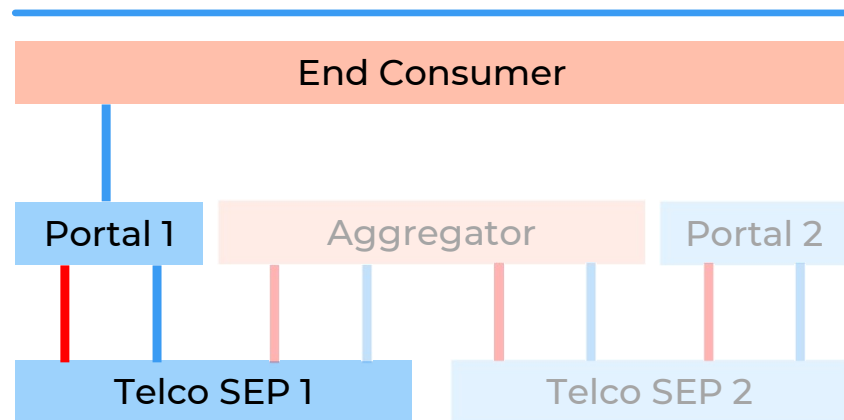 End Consumer
Portal 1
Aggregator
Portal 2
Telco SEP 1
Telco SEP 2